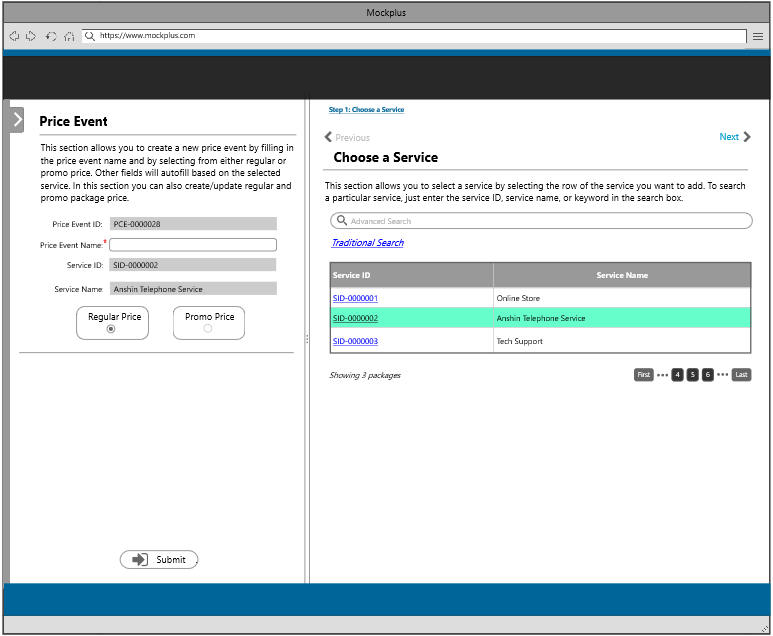 Mockplus
https://www.mockplus.com
Price Event
This section allows you to create a new price event by filling in
the price event name and by selecting from either regular or
promo price. Other fields will autofill based on the selected
service. In this section you can also create/update regular and
promo package price.
Price Event ID: PCE-0000028
Price Event Name:*
Service ID: SID-0000002
Service Name: Anshin Telephone Service
Regular Price
Promo Price
Submit
Step 1: Choose a Service
Previous
Next
Choose a Service
This section allows you to select a service by selecting the row of the service you want to add. To search
a particular service, just enter the service ID, service name, or keyword in the search box.
Advanced Search
Traditional Search
Service ID Service Name
SID-0000001 Online Store
SID-0000002 Anshin Telephone Service
SID-0000003 Tech Support
Showing 3 packages
First ••• 4 5 6 ••• Last